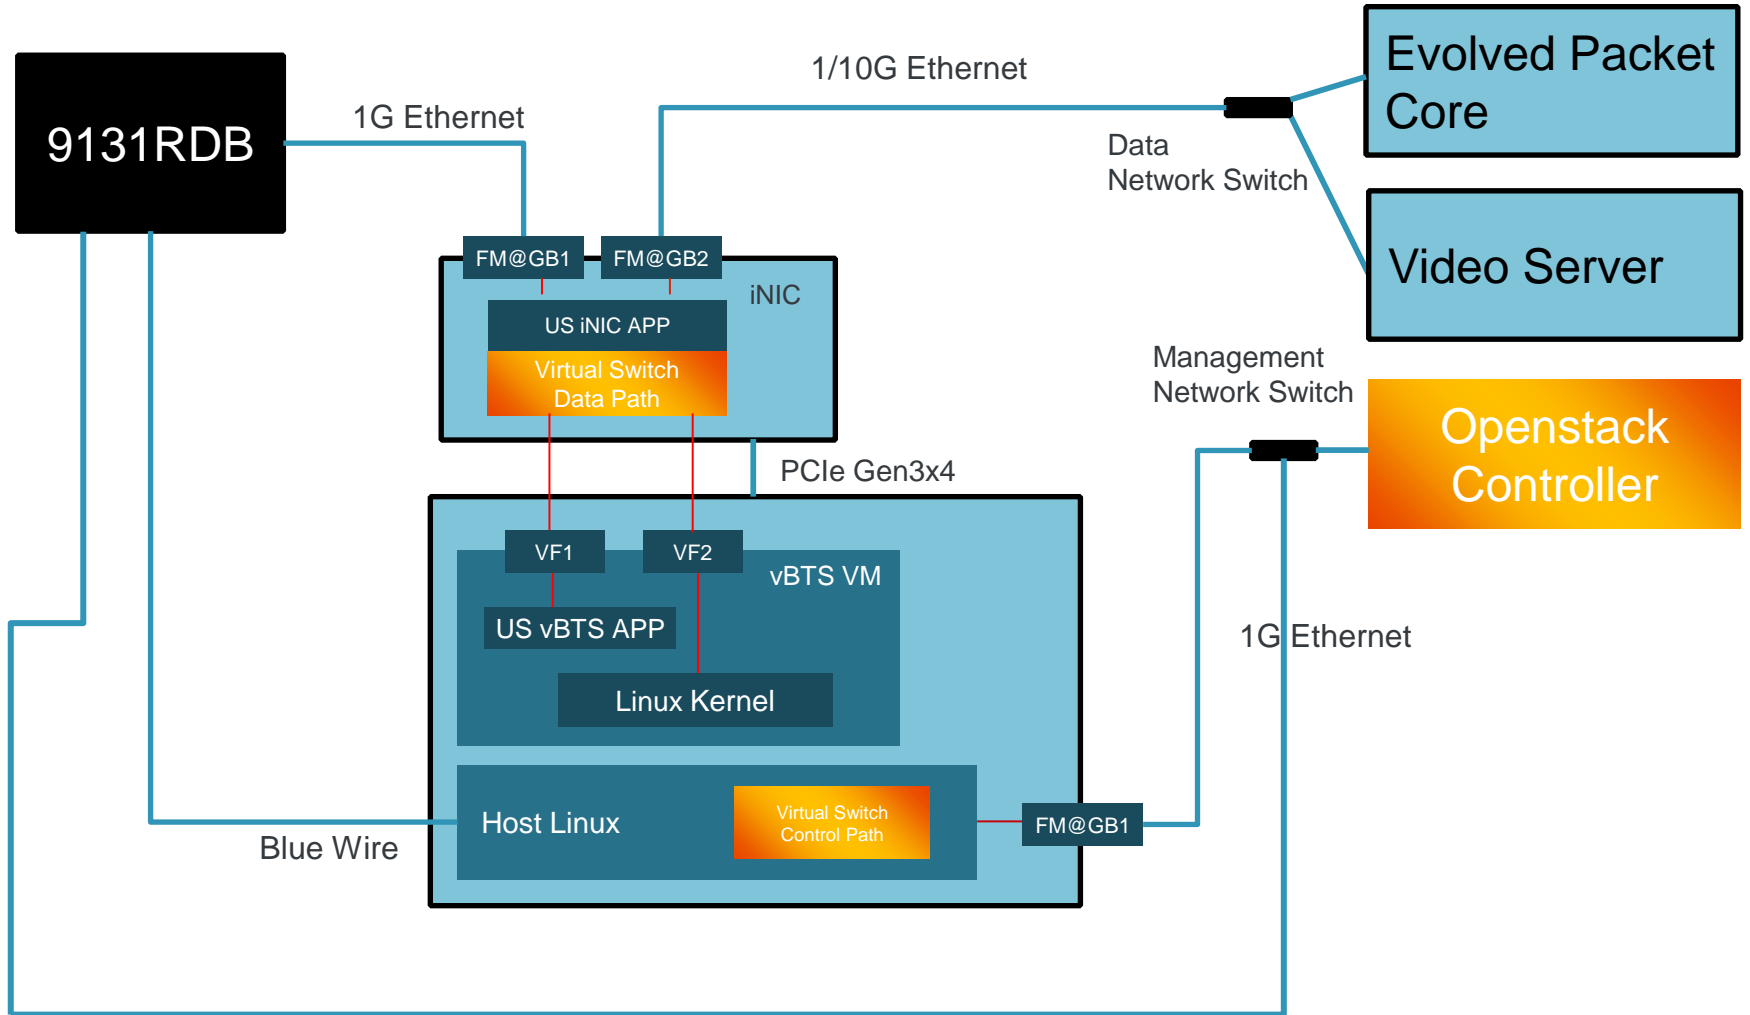 Evolved Packet
Core
1/10G Ethernet
1G Ethernet
9131RDB
Data
Network Switch
Video Server
FM@GB1
FM@GB2
iNIC
US iNIC APP
Virtual Switch
Data Path
Management
Network Switch
Openstack
Controller
PCIe Gen3x4
VF1
VF2
vBTS VM
US vBTS APP
1G Ethernet
Linux Kernel
Host Linux
Virtual Switch
Control Path
FM@GB1
Blue Wire